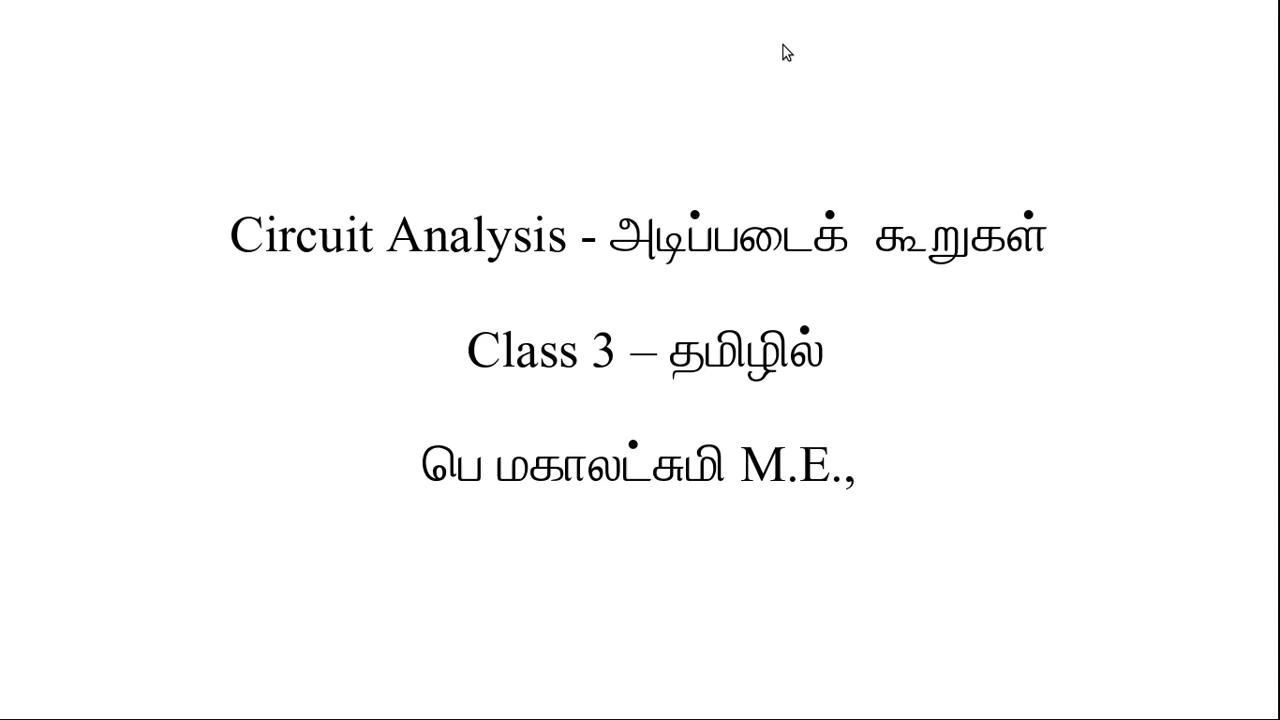 Circuit Analysis - அடிப்படைக் கூறுகள்
Class 3 – தமிழில்
பெ மகாலட்சுமி M.E.,